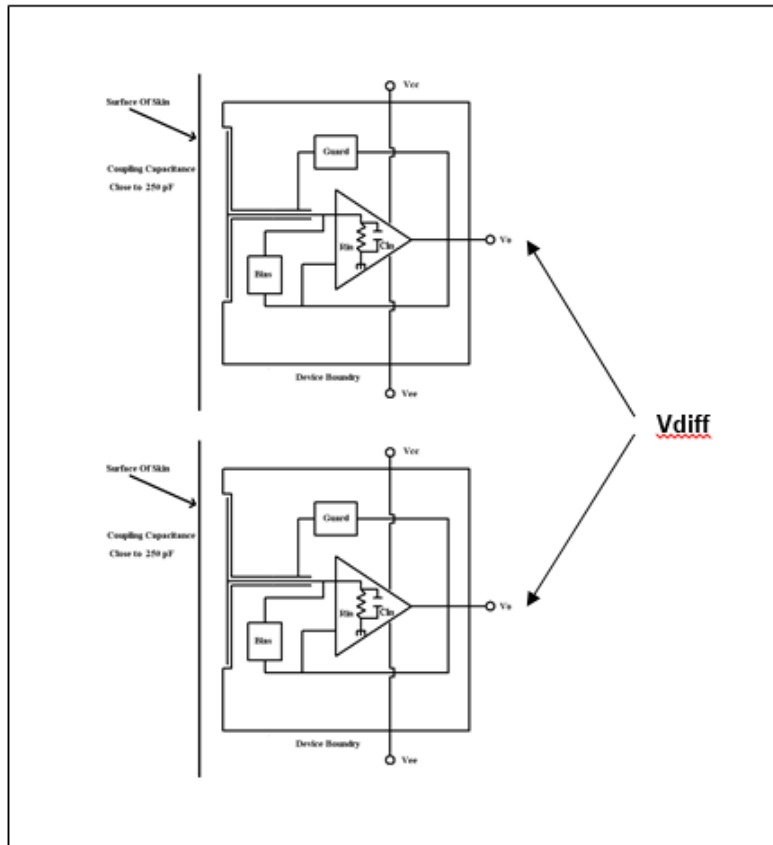 Vcc
Surface Of Skin
Guard
Coupling Capacitance
Close to 250 pF
Rin
Cin
Vo
Bias
Device Boundry
Vee
Vdiff
Vcc
Surface Of Skin
Guard
Coupling Capacitance
Close to 250 pF
Rin
Cin
Vo
Bias
Device Boundry
Vee